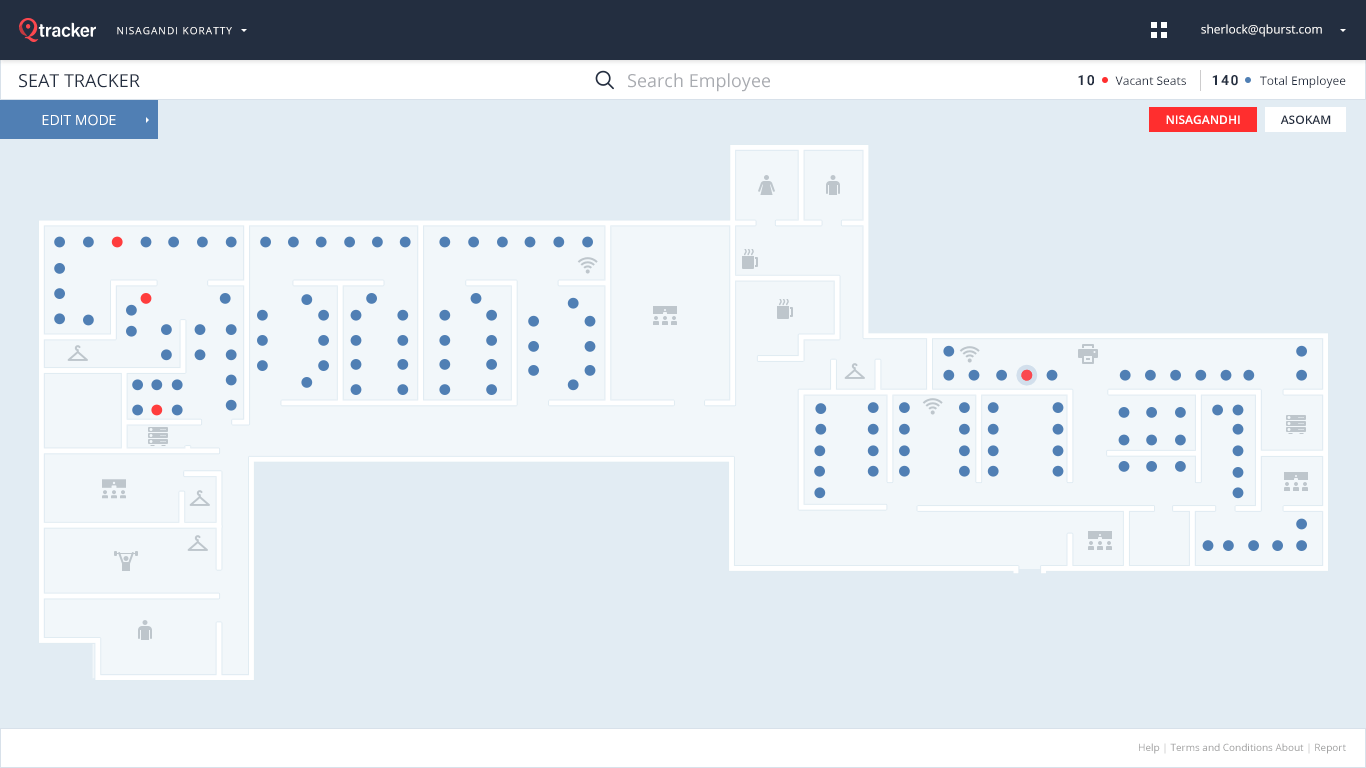 tracker NISAGANDI KORATTY sherlock@qburst.com
SEAT TRACKER Search Employee 10 Vacant Seats 140 Total Employee
EDIT MODE NISAGANDHI ASOKAM
Help | Terms and Conditions About | Report